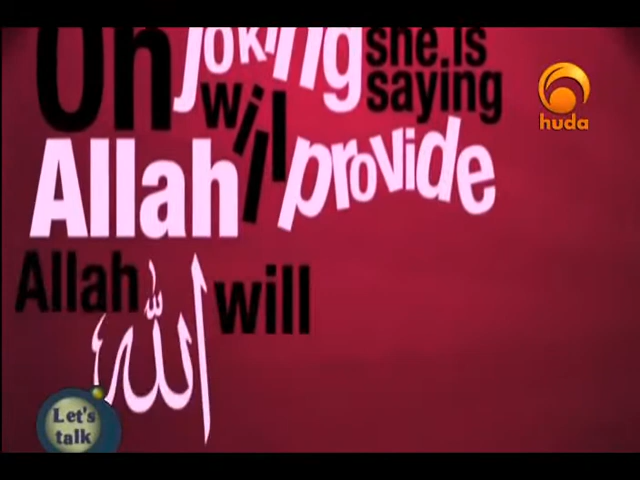 Oh joking she.is
saying
will
Allah provide
Allah الله will
huda
Let's
talk